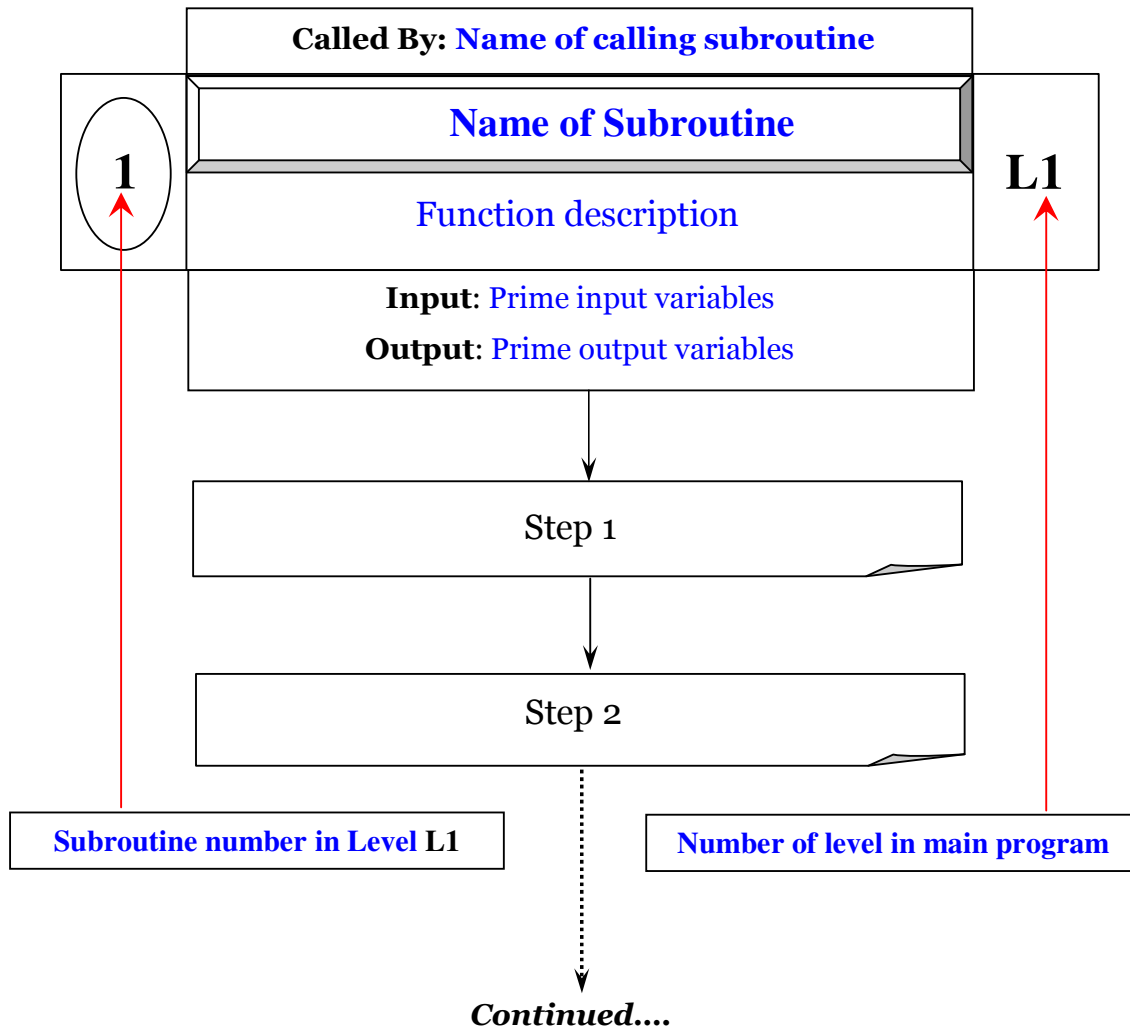 Called By: Name of calling subroutine
Name of Subroutine
1
L1
Function description
Input: Prime input variables
Output: Prime output variables
Step 1
Step 2
Subroutine number in Level L1
Number of level in main program
Continued....